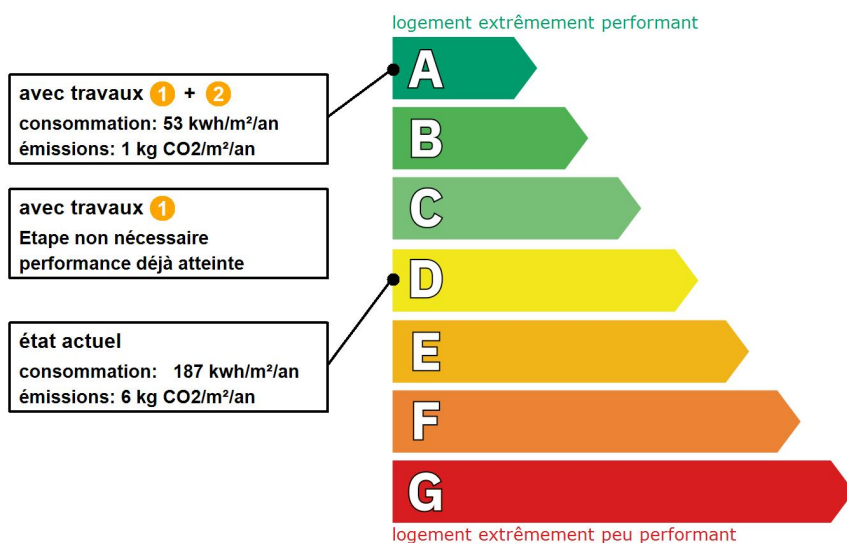 logement extrêmement performant
A
avec travaux 1 + 2
consommation: 53 kwh/m²/an
émissions: 1 kg CO2/m²/an
B
avec travaux 1
Etape non nécessaire
performance déjà atteinte
C
D
état actuel
consommation: 187 kwh/m²/an
émissions: 6 kg CO2/m²/an
E
F
G
logement extrêmement peu performant